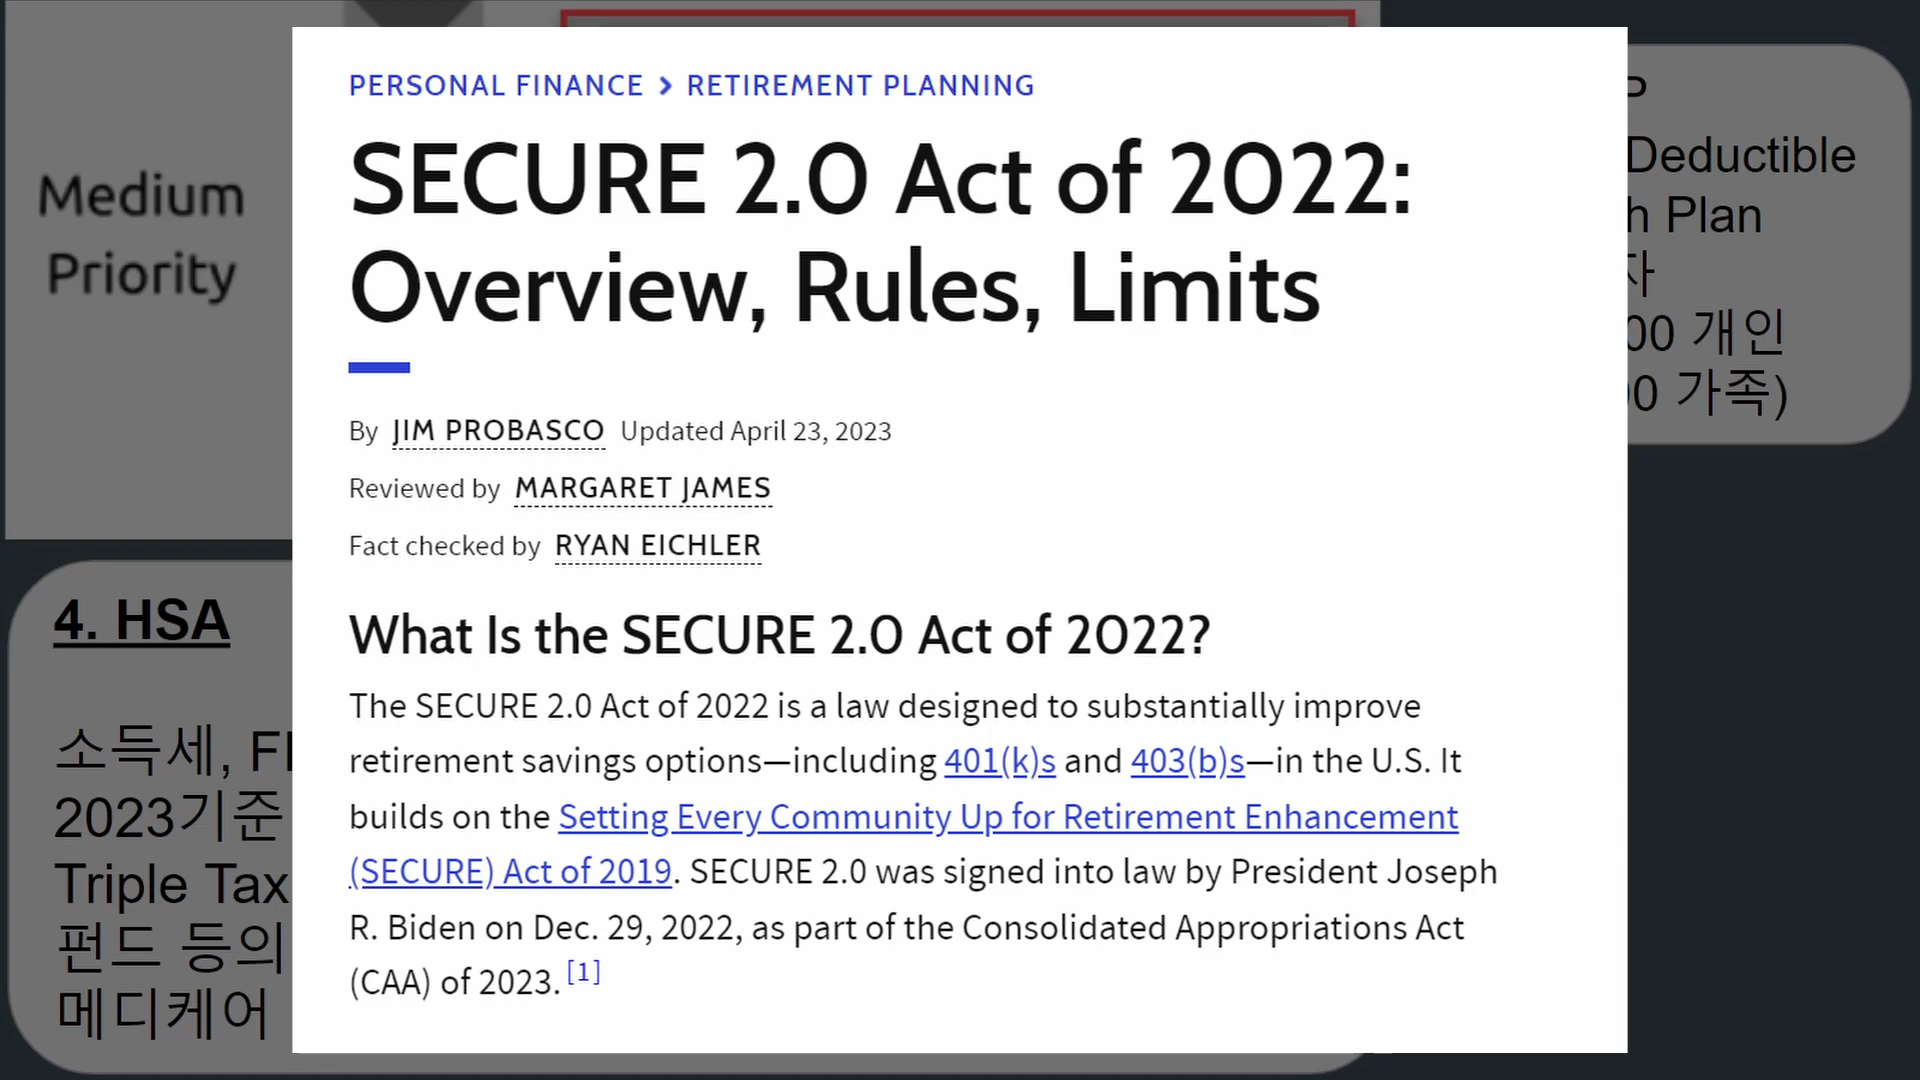 PERSONAL FINANCE > RETIREMENT PLANNING
SECURE 2.0 Act of 2022:
Overview, Rules, Limits
By JIM PROBASCO Updated April 23, 2023
Reviewed by MARGARET JAMES
Fact checked by RYAN EICHLER
What Is the SECURE 2.0 Act of 2022?
The SECURE 2.0 Act of 2022 is a law designed to substantially improve
retirement savings options—including 401(k)s and 403(b)s—in the U.S. It
builds on the Setting Every Community Up for Retirement Enhancement
(SECURE) Act of 2019. SECURE 2.0 was signed into law by President Joseph
R. Biden on Dec. 29, 2022, as part of the Consolidated Appropriations Act
(CAA) of 2023. [1]
Medium
Priority
4. HSA
소득세,
2023기준
Triple Tax
펀드 등의
메디케어
Deductible
Plan
개인
가족)